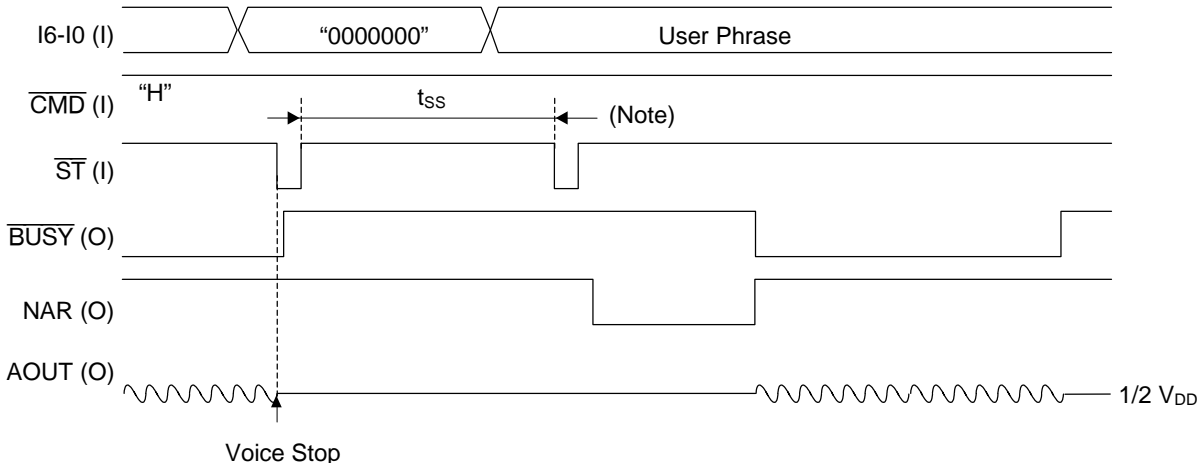 I6-I0 (I) "0000000" User Phrase
CMD (I) "H" tSS (Note)
ST (I)
BUSY (O)
NAR (O)
AOUT (O) 1/2 VDD
Voice Stop